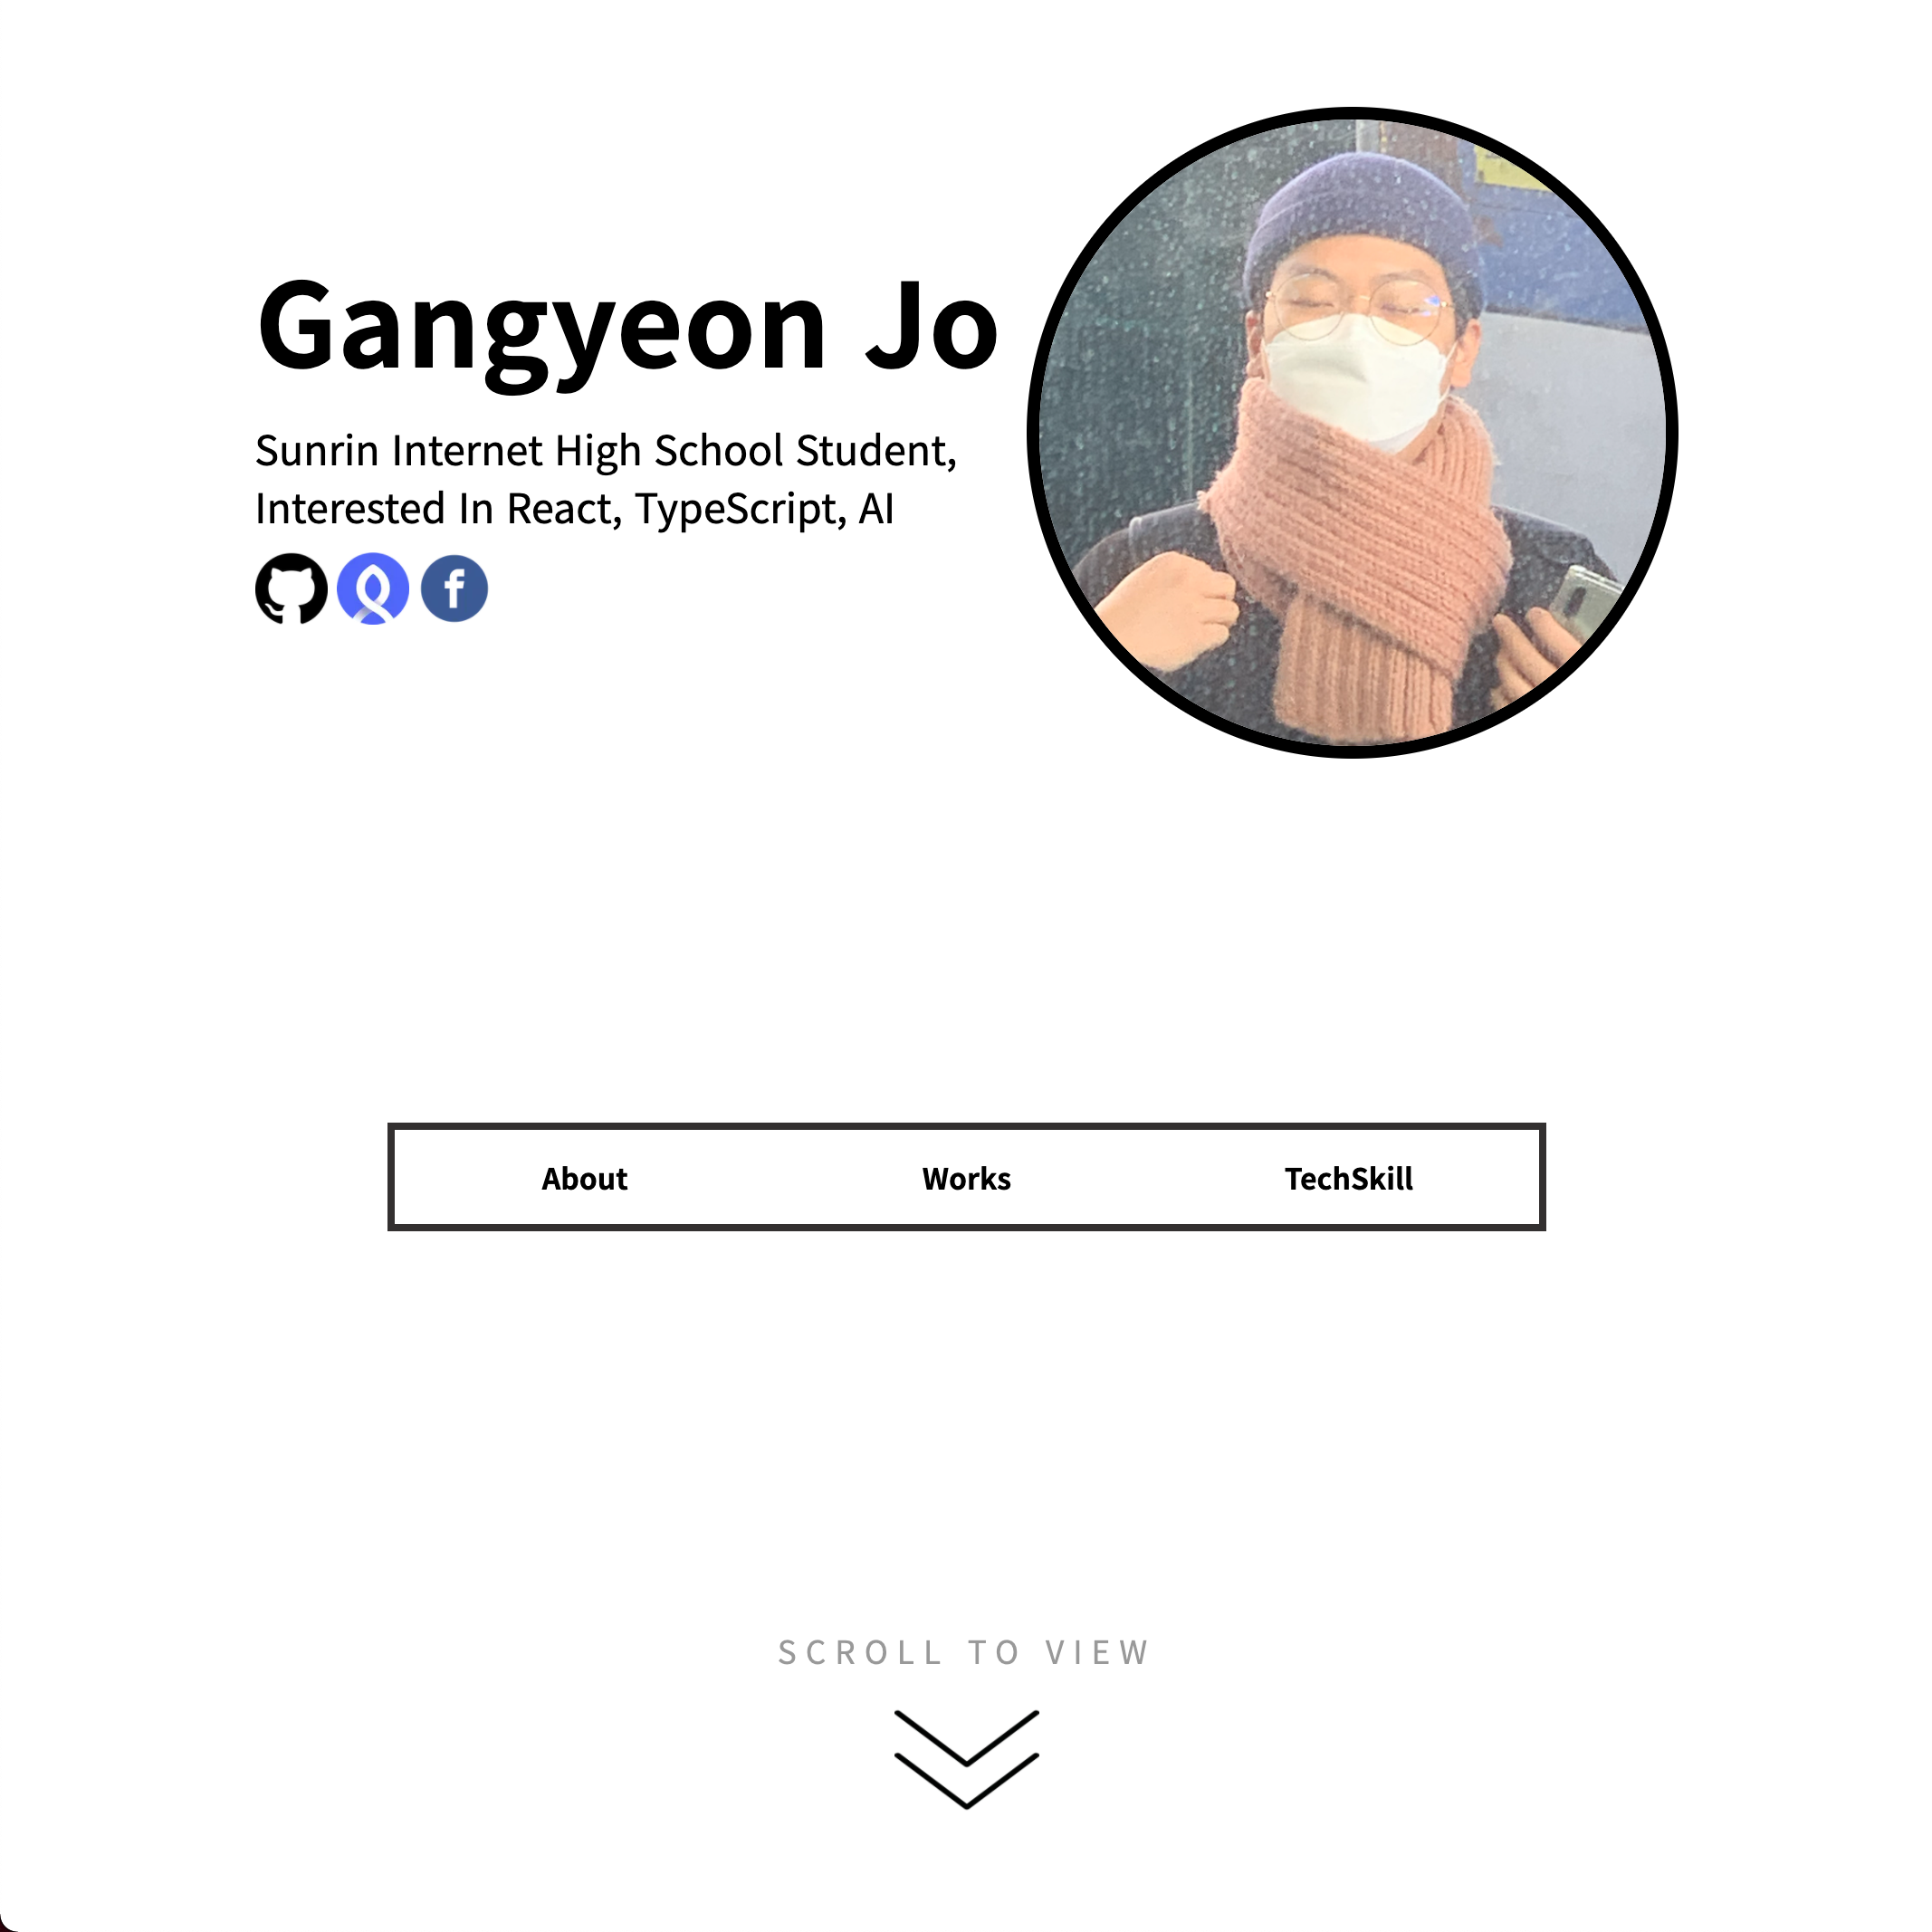 Gangyeon Jo
Sunrin Internet High School Student,
Interested In React, TypeScript, AI
About
Works
TechSkill
SCROLL TO VIEW